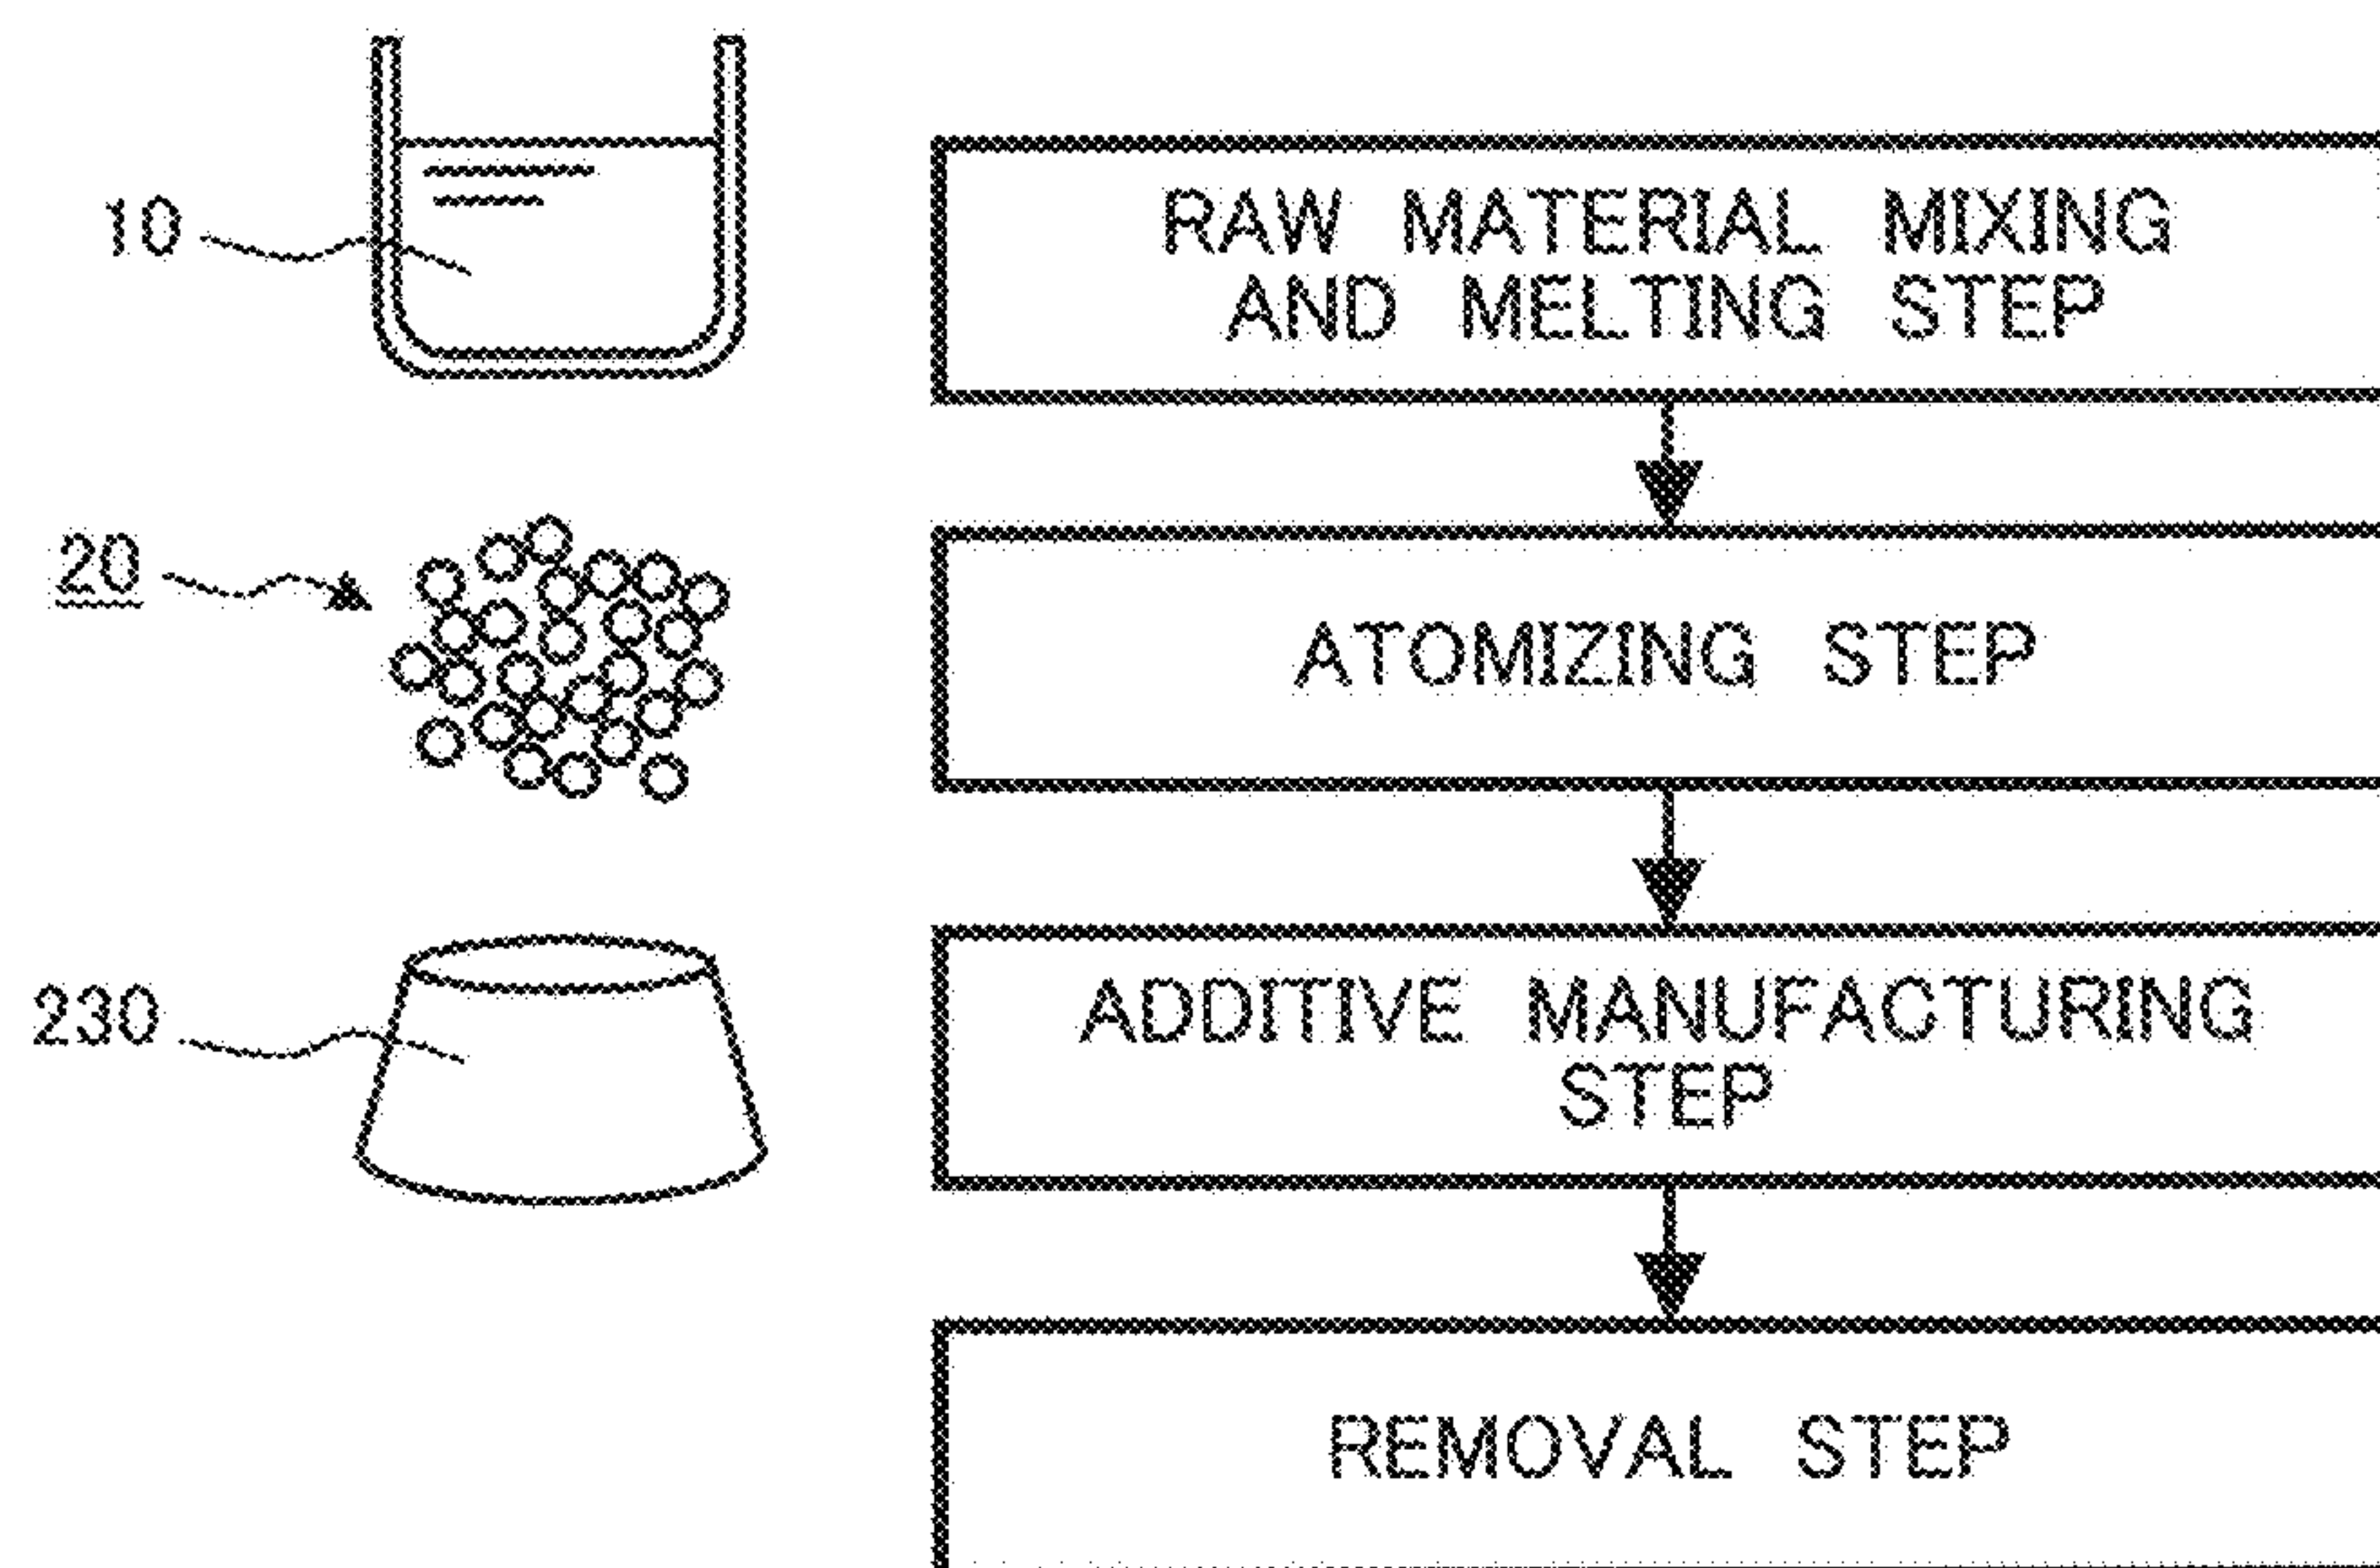 10
RAW MATERIAL MIXING
AND MELTING STEP
20
ATOMIZING STEP
230
ADDITIVE MANUFACTURING
STEP
REMOVAL STEP